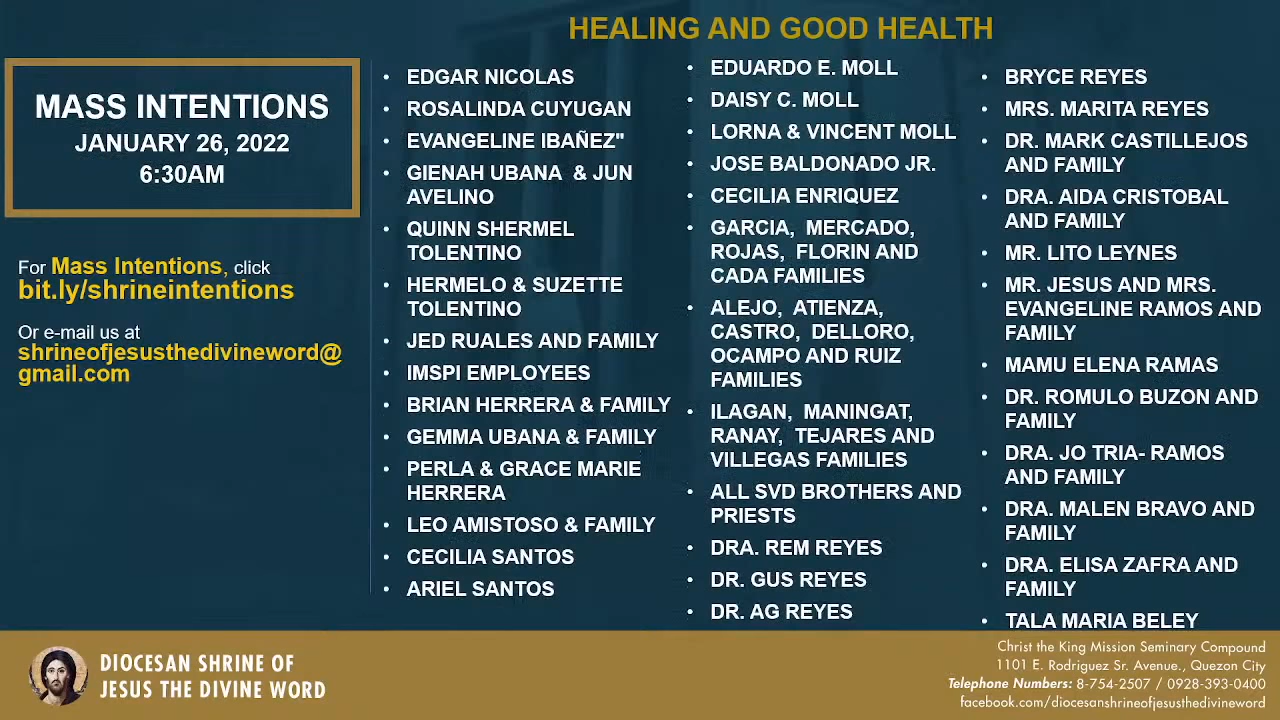 HEALING AND GOOD HEALTH
MASS INTENTIONS
JANUARY 26, 2022
6:30AM
For Mass Intentions, click
bit.ly/shrineintentions
Or e-mail us at
shrineofjesusthedivineword@
gmail.com
• EDGAR NICOLAS
• ROSALINDA CUYUGAN
• EVANGELINE IBAÑEZ"
• GIENAH UBANA & JUN
AVELINO
• QUINN SHERMEL
TOLENTINO
• HERMELO & SUZETTE
TOLENTINO
• JED RUALES AND FAMILY
• IMSPI EMPLOYEES
• BRIAN HERRERA & FAMILY
• GEMMA UBANA & FAMILY
• PERLA & GRACE MARIE
HERRERA
• LEO AMISTOSO & FAMILY
• CECILIA SANTOS
• ARIEL SANTOS
• EDUARDO E. MOLL
• DAISY C. MOLL
• LORNA & VINCENT MOLL
• JOSE BALDONADO JR.
• CECILIA ENRIQUEZ
• GARCIA, MERCADO,
ROJAS, FLORIN AND
CADA FAMILIES
• ALEJO, ATIENZA,
CASTRO, DELLORO,
OCAMPO AND RUIZ
FAMILIES
• ILAGAN, MANINGAT,
RANAY, TEJARES AND
VILLEGAS FAMILIES
• ALL SVD BROTHERS AND
PRIESTS
• DRA. REM REYES
• DR. GUS REYES
• DR. AG REYES
• BRYCE REYES
• MRS. MARITA REYES
• DR. MARK CASTILLEJOS
AND FAMILY
• DRA. AIDA CRISTOBAL
AND FAMILY
• MR. LITO LEYNES
• MR. JESUS AND MRS.
EVANGELINE RAMOS AND
FAMILY
• MAMU ELENA RAMAS
• DR. ROMULO BUZON AND
FAMILY
• DRA. JO TRIA- RAMOS
AND FAMILY
• DRA. MALEN BRAVO AND
FAMILY
• DRA. ELISA ZAFRA AND
FAMILY
• TALA MARIA BELEY
DIOCESAN SHRINE OF
JESUS THE DIVINE WORD
Christ the King Mission Seminary Compound
1101 E. Rodriguez Sr. Avenue., Quezon City
Telephone Numbers: 8-754-2507 / 0928-393-0400
facebook.com/diocesanshrineofjesusthedivineword